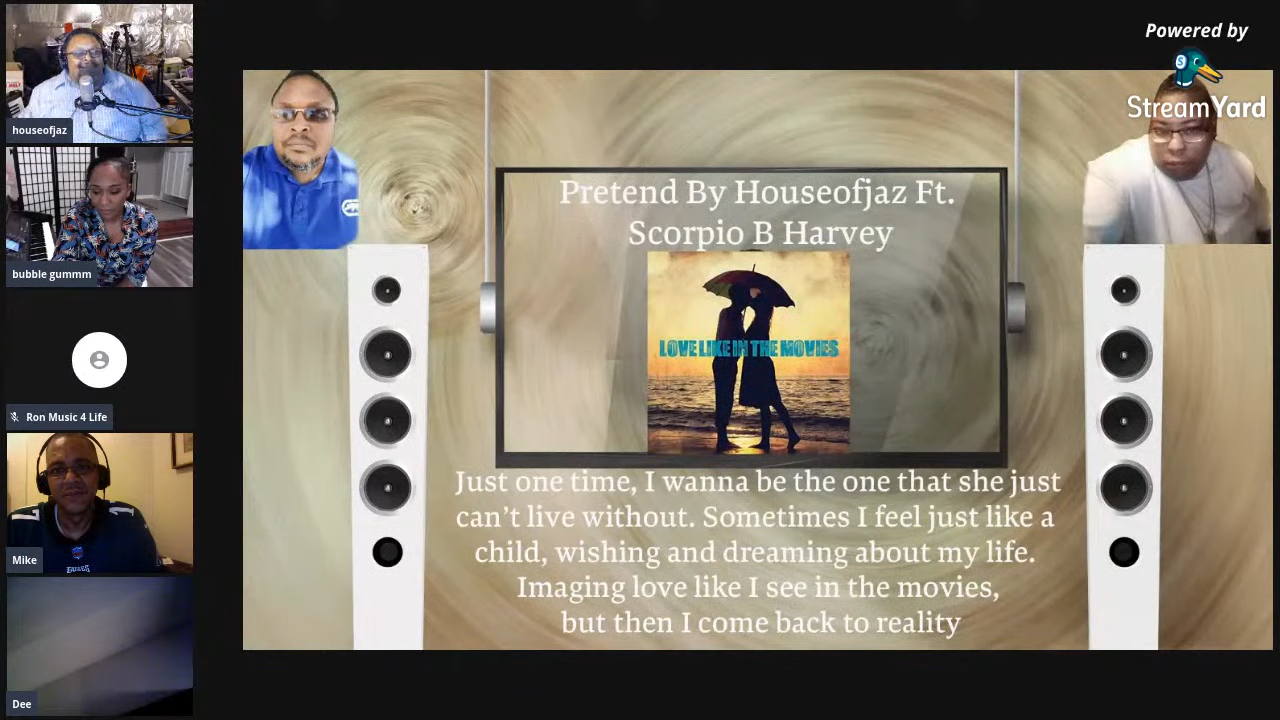 Powered by
StreamYard
houseofjaz
bubble gummm
Ron Music 4 Life
Mike
Dee
Pretend By Houseofjaz Ft.
Scorpio B Harvey
LOVE LIKE IN THE MOVIES
Just one time, I wanna be the one that she just
can't live without. Sometimes I feel just like a
child, wishing and dreaming about my life.
Imaging love like I see in the movies,
but then I come back to reality